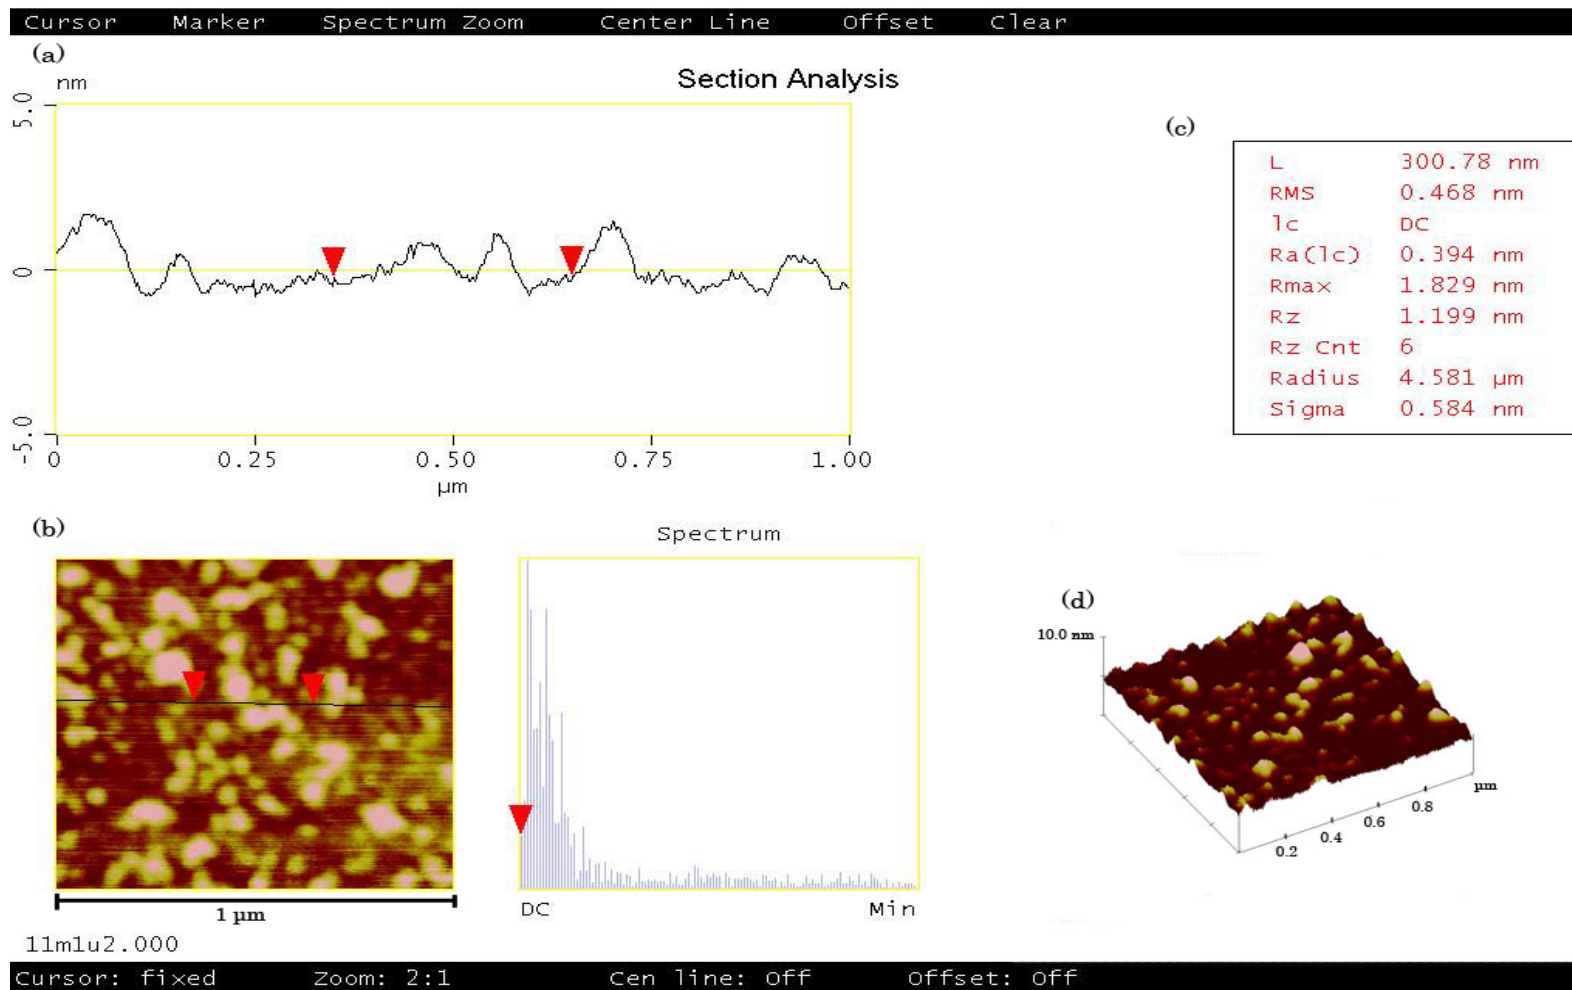 Cursor Marker Spectrum Zoom Center Line Offset Clear
(a)
nm
Section Analysis
5.0
0
-5.0
0 0.25 0.50 0.75 1.00
µm
(c)
L 300.78 nm
RMS 0.468 nm
lc DC
Ra(lc) 0.394 nm
Rmax 1.829 nm
Rz 1.199 nm
Rz Cnt 6
Radius 4.581 µm
Sigma 0.584 nm
(b)
1 µm
Spectrum
DC Min
(d)
10.0 nm
0.2 0.4 0.6 0.8 µm
11m1u2.000
Cursor: fixed Zoom: 2:1 Cen line: Off Offset: Off